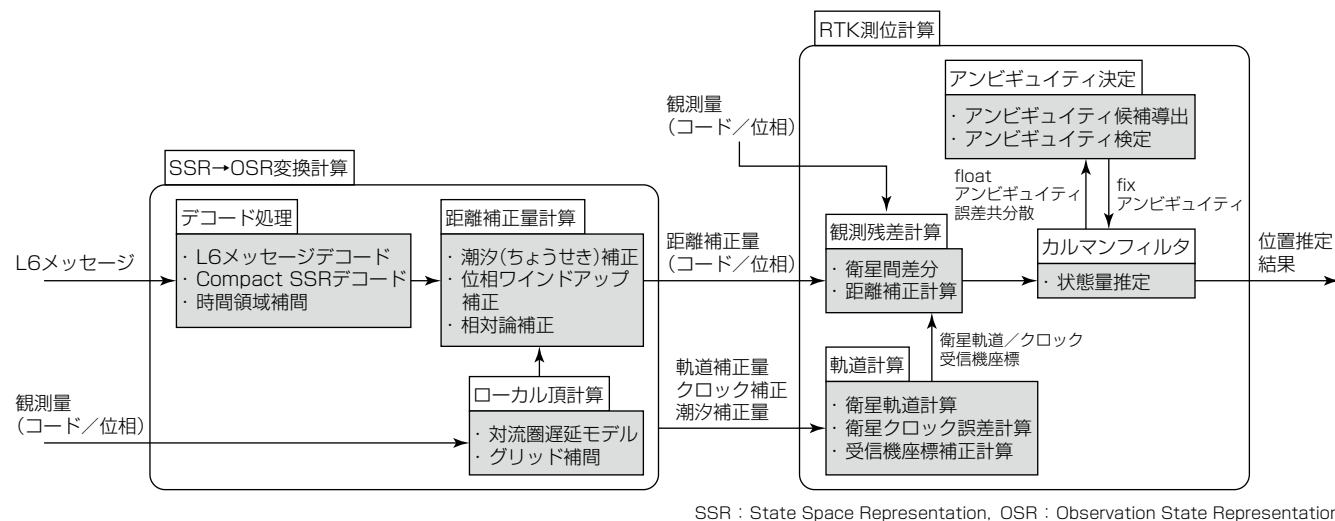 SSR→OSR変換計算
L6メッセージ
デコード処理
・L6メッセージデコード
・Compact SSRデコード
・時間領域補間
距離補正量計算
・潮汐(ちょうせき)補正
・位相ワインドアップ
補正
・相対論補正
観測量
(コード/位相)
ローカル頂計算
・対流圏遅延モデル
・グリッド補間
距離補正量
(コード/位相)
軌道補正量
クロック補正
潮汐補正量
RTK測位計算
観測量
(コード/位相)
アンビギュイティ決定
・アンビギュイティ候補導出
・アンビギュイティ検定
float
アンビギュイティ
誤差共分散
fix
アンビギュイティ
観測残差計算
・衛星間差分
・距離補正計算
カルマンフィルタ
・状態量推定
位置推定
結果
衛星軌道/クロック
受信機座標
軌道計算
・衛星軌道計算
・衛星クロック誤差計算
・受信機座標補正計算
SSR:State Space Representation, OSR:Observation State Representation